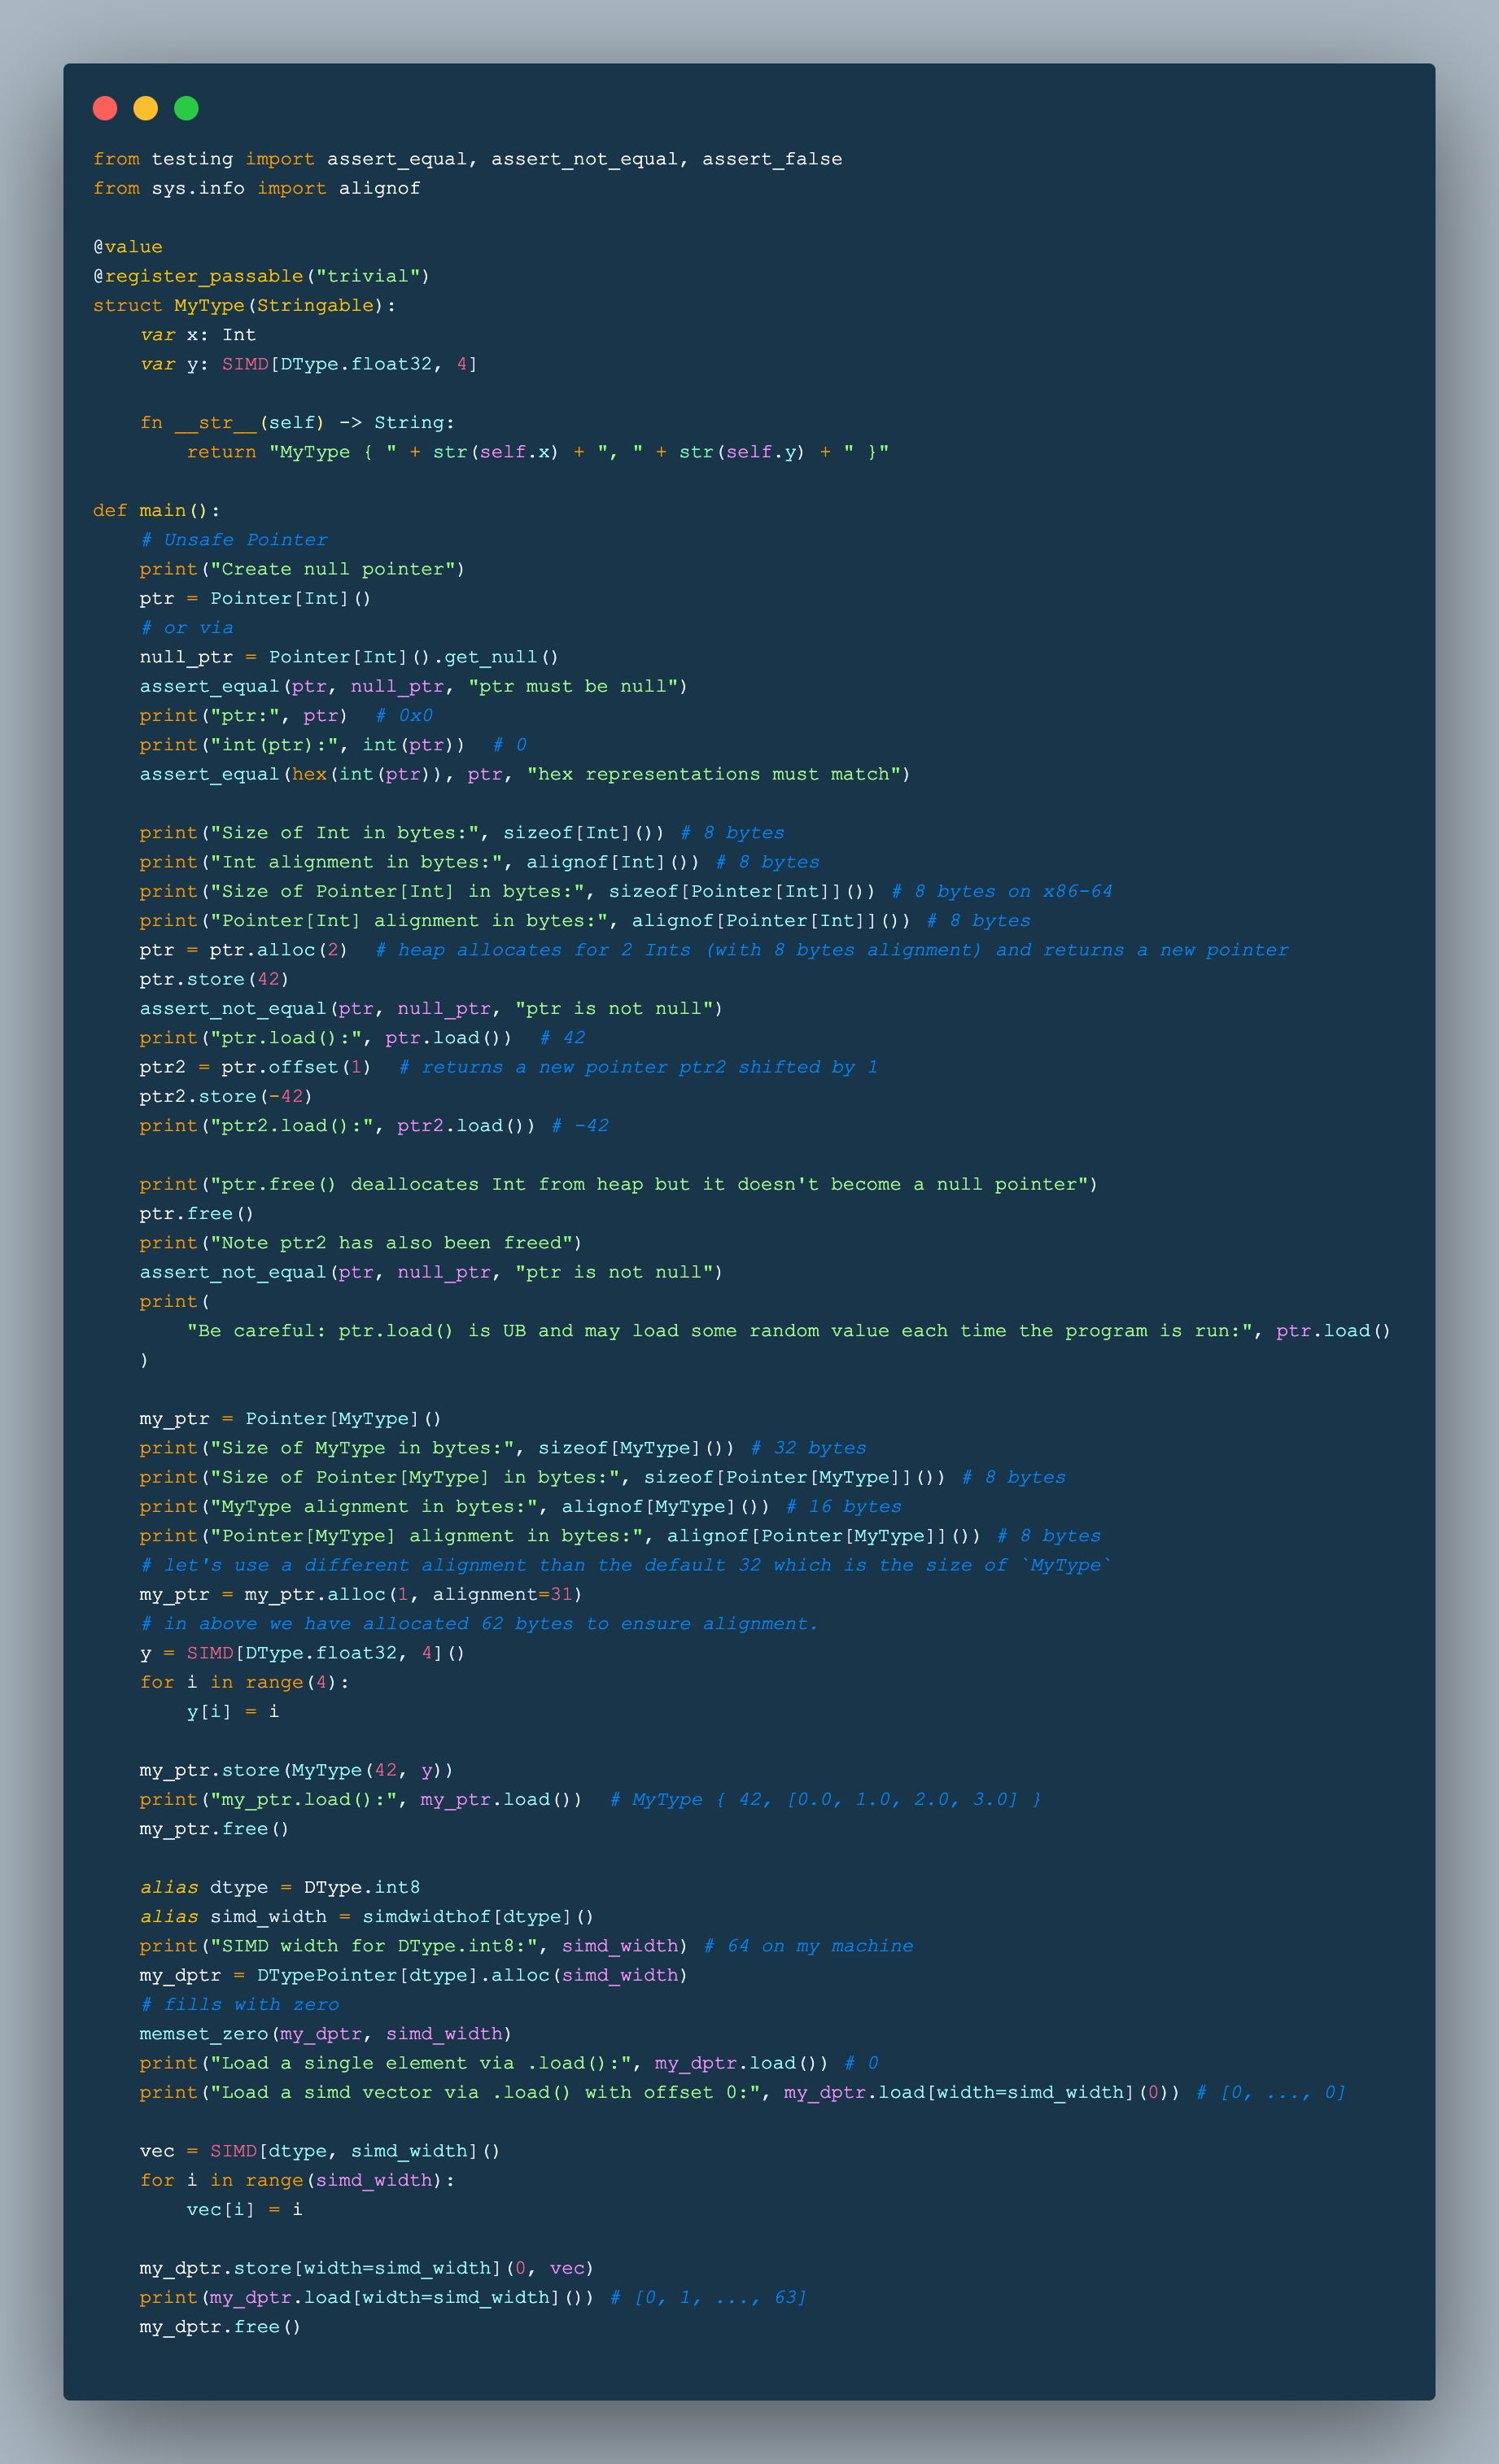 from testing import assert_equal, assert_not_equal, assert_false
from sys.info import alignof

@value
@register_passable("trivial")
struct MyType(Stringable):
    var x: Int
    var y: SIMD[DType.float32, 4]

    fn __str__(self) -> String:
        return "MyType { " + str(self.x) + ", " + str(self.y) + " }"

def main():
    # Unsafe Pointer
    print("Create null pointer")
    ptr = Pointer[Int]()
    # or via
    null_ptr = Pointer[Int]().get_null()
    assert_equal(ptr, null_ptr, "ptr must be null")
    print("ptr:", ptr)  # 0x0
    print("int(ptr):", int(ptr))  # 0
    assert_equal(hex(int(ptr)), ptr, "hex representations must match")

    print("Size of Int in bytes:", sizeof[Int]()) # 8 bytes
    print("Int alignment in bytes:", alignof[Int]()) # 8 bytes
    print("Size of Pointer[Int] in bytes:", sizeof[Pointer[Int]]()) # 8 bytes on x86-64
    print("Pointer[Int] alignment in bytes:", alignof[Pointer[Int]]()) # 8 bytes
    ptr = ptr.alloc(2)  # heap allocates for 2 Ints (with 8 bytes alignment) and returns a new pointer
    ptr.store(42)
    assert_not_equal(ptr, null_ptr, "ptr is not null")
    print("ptr.load():", ptr.load())  # 42
    ptr2 = ptr.offset(1)  # returns a new pointer ptr2 shifted by 1
    ptr2.store(-42)
    print("ptr2.load():", ptr2.load()) # -42

    print("ptr.free() deallocates Int from heap but it doesn't become a null pointer")
    ptr.free()
    print("Note ptr2 has also been freed")
    assert_not_equal(ptr, null_ptr, "ptr is not null")
    print(
        "Be careful: ptr.load() is UB and may load some random value each time the program is run:", ptr.load()
    )

    my_ptr = Pointer[MyType]()
    print("Size of MyType in bytes:", sizeof[MyType]()) # 32 bytes
    print("Size of Pointer[MyType] in bytes:", sizeof[Pointer[MyType]]()) # 8 bytes
    print("MyType alignment in bytes:", alignof[MyType]()) # 16 bytes
    print("Pointer[MyType] alignment in bytes:", alignof[Pointer[MyType]]()) # 8 bytes
    # let's use a different alignment than the default 32 which is the size of `MyType`
    my_ptr = my_ptr.alloc(1, alignment=31)
    # in above we have allocated 62 bytes to ensure alignment.
    y = SIMD[DType.float32, 4]()
    for i in range(4):
        y[i] = i

    my_ptr.store(MyType(42, y))
    print("my_ptr.load():", my_ptr.load())  # MyType { 42, [0.0, 1.0, 2.0, 3.0] }
    my_ptr.free()

    alias dtype = DType.int8
    alias simd_width = simdwidthof[dtype]()
    print("SIMD width for DType.int8:", simd_width) # 64 on my machine
    my_dptr = DTypePointer[dtype].alloc(simd_width)
    # fills with zero
    memset_zero(my_dptr, simd_width)
    print("Load a single element via .load():", my_dptr.load()) # 0
    print("Load a simd vector via .load() with offset 0:", my_dptr.load[width=simd_width](0)) # [0, ..., 0]

    vec = SIMD[dtype, simd_width]()
    for i in range(simd_width):
        vec[i] = i

    my_dptr.store[width=simd_width](0, vec)
    print(my_dptr.load[width=simd_width]()) # [0, 1, ..., 63]
    my_dptr.free()